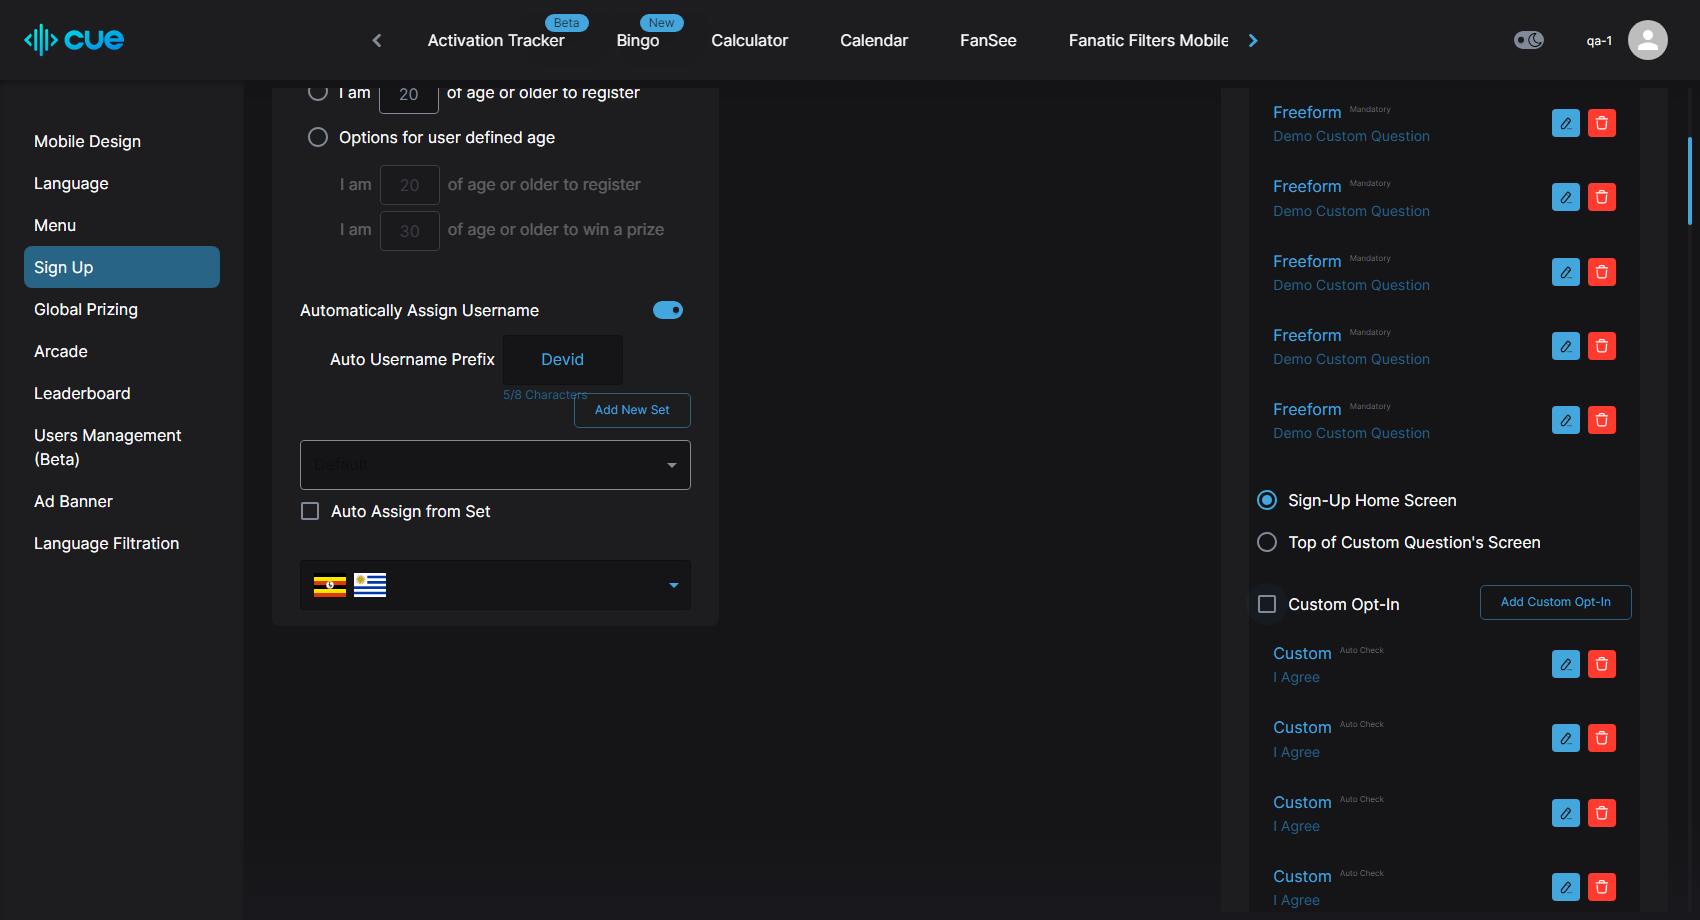 cue
Activation Tracker
Beta
Bingo
New
Calculator
Calendar
FanSee
Fanatic Filters Mobile
qa-1
Mobile Design
Language
Menu
Sign Up
Global Prizing
Arcade
Leaderboard
Users Management
(Beta)
Ad Banner
Language Filtration
I am 20 of age or older to register
Options for user defined age
I am 20 of age or older to register
I am 30 of age or older to win a prize
Automatically Assign Username
Auto Username Prefix Devid
5/8 Characters
Add New Set
Default
Auto Assign from Set
Freeform Mandatory
Demo Custom Question
Freeform Mandatory
Demo Custom Question
Freeform Mandatory
Demo Custom Question
Freeform Mandatory
Demo Custom Question
Freeform Mandatory
Demo Custom Question
Sign-Up Home Screen
Top of Custom Question's Screen
Custom Opt-In Add Custom Opt-In
Custom Auto Check
I Agree
Custom Auto Check
I Agree
Custom Auto Check
I Agree
Custom Auto Check
I Agree